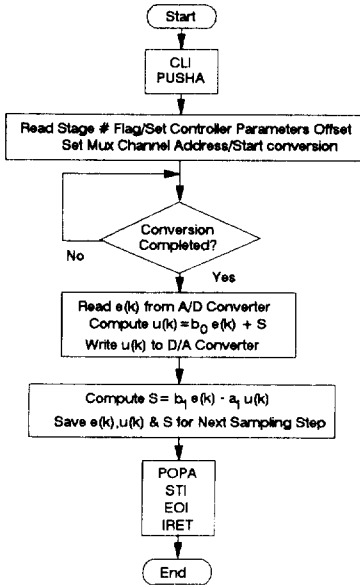 Start
CLI
PUSHA
Read Stage # Flag/Set Controller Parameters Offset
Set Mux Channel Address/Start conversion
Conversion
Completed?
No
Yes
Read e(k) from A/D Converter
Compute u(k) = b0 e(k) + S
Write u(k) to D/A Converter
Compute S = b1 e(k) - a1 u(k)
Save e(k),u(k) & S for Next Sampling Step
POPA
STI
EOI
IRET
End